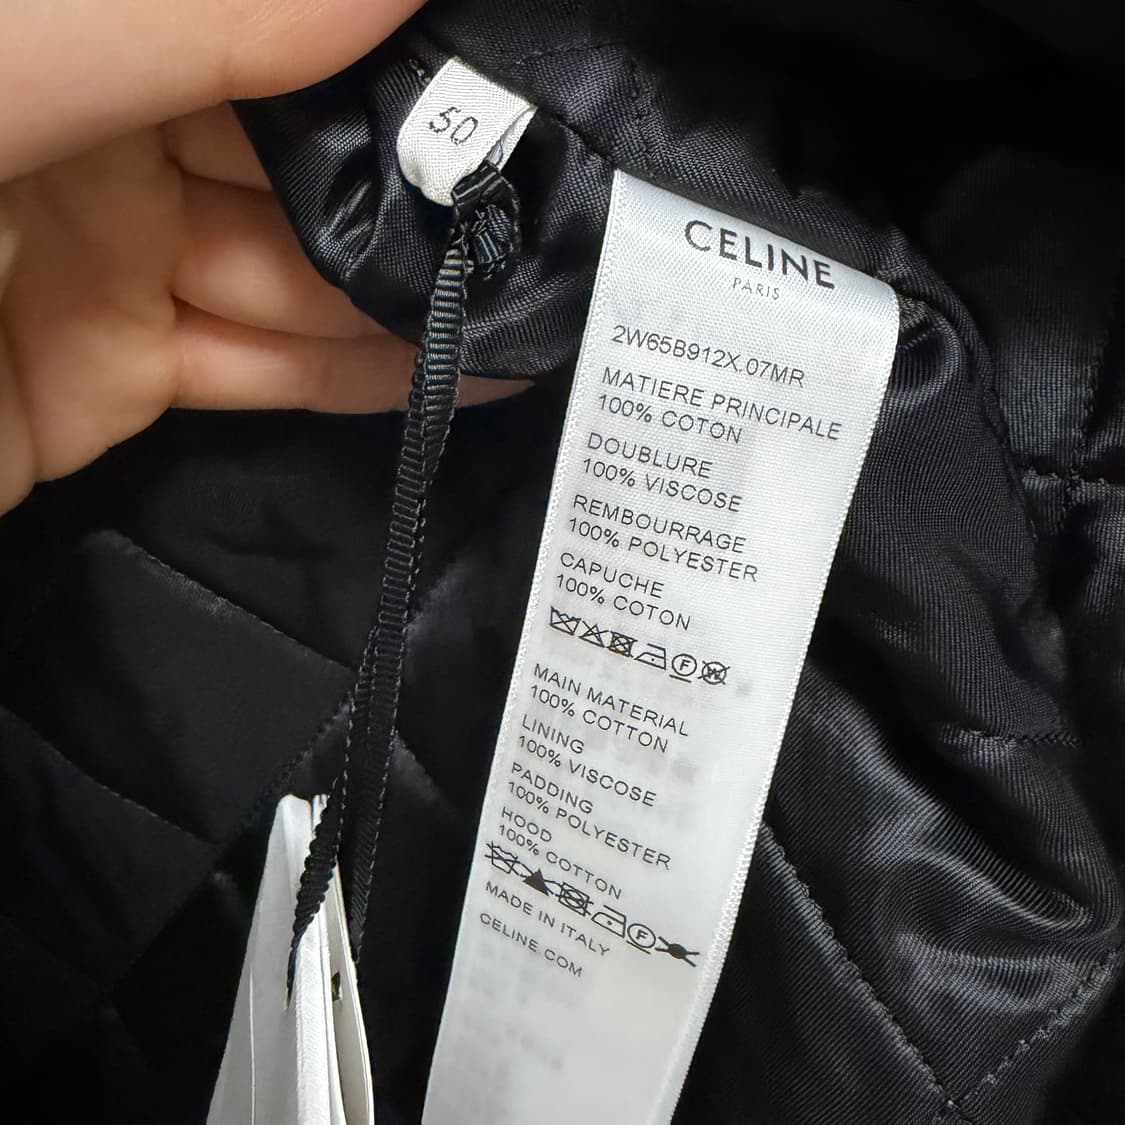 50
CELINE
PARIS
2W65B912X.07MR
MATIERE PRINCIPALE
100% COTON
DOUBLURE
100% VISCOSE
REMBOURRAGE
100% POLYESTER
CAPUCHE
100% COTON
F W
MAIN MATERIAL
100% COTTON
LINING
100% VISCOSE
PADDING
100% POLYESTER
HOOD
100% COTTON
F
MADE IN ITALY
CELINE.COM